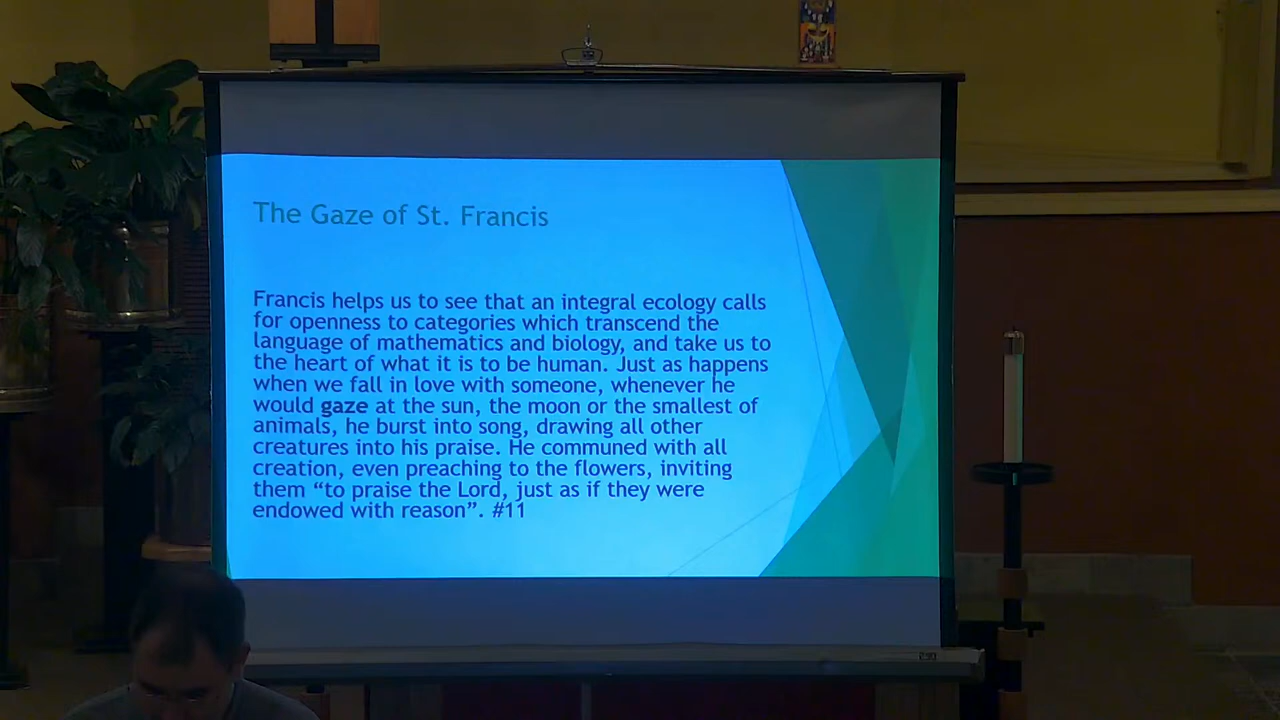 The Gaze of St. Francis
Francis helps us to see that an integral ecology calls
for openness to categories which transcend the
language of mathematics and biology, and take us to
the heart of what it is to be human. Just as happens
when we fall in love with someone, whenever he
would gaze at the sun, the moon or the smallest of
animals, he burst into song, drawing all other
creatures into his praise. He communed with all
creation, even preaching to the flowers, inviting
them “to praise the Lord, just as if they were
endowed with reason”. #11